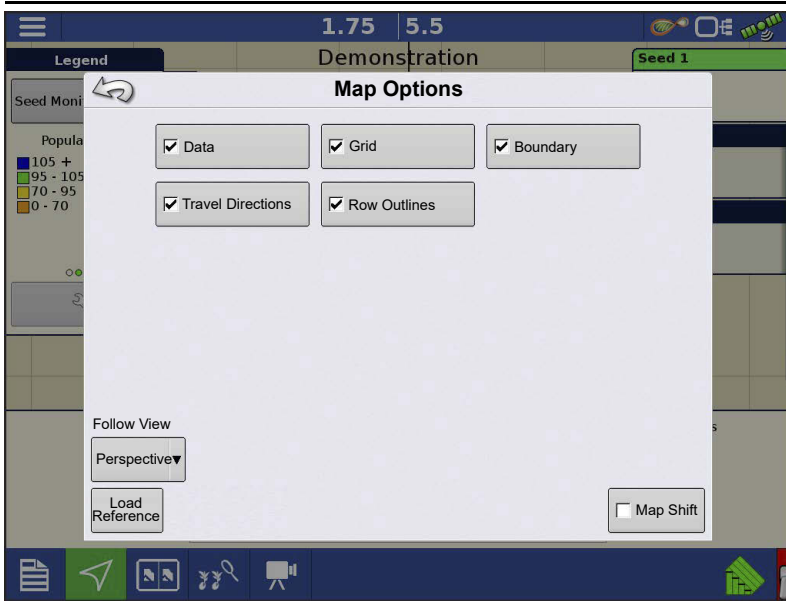 1.75 5.5
Legend
Demonstration
Seed 1
Map Options
Seed Moni
Popula
105 +
95 - 105
70 - 95
0 - 70
Data
Grid
Boundary
Travel Directions
Row Outlines
Follow View
s
Perspective▼
Load
Reference
Map Shift